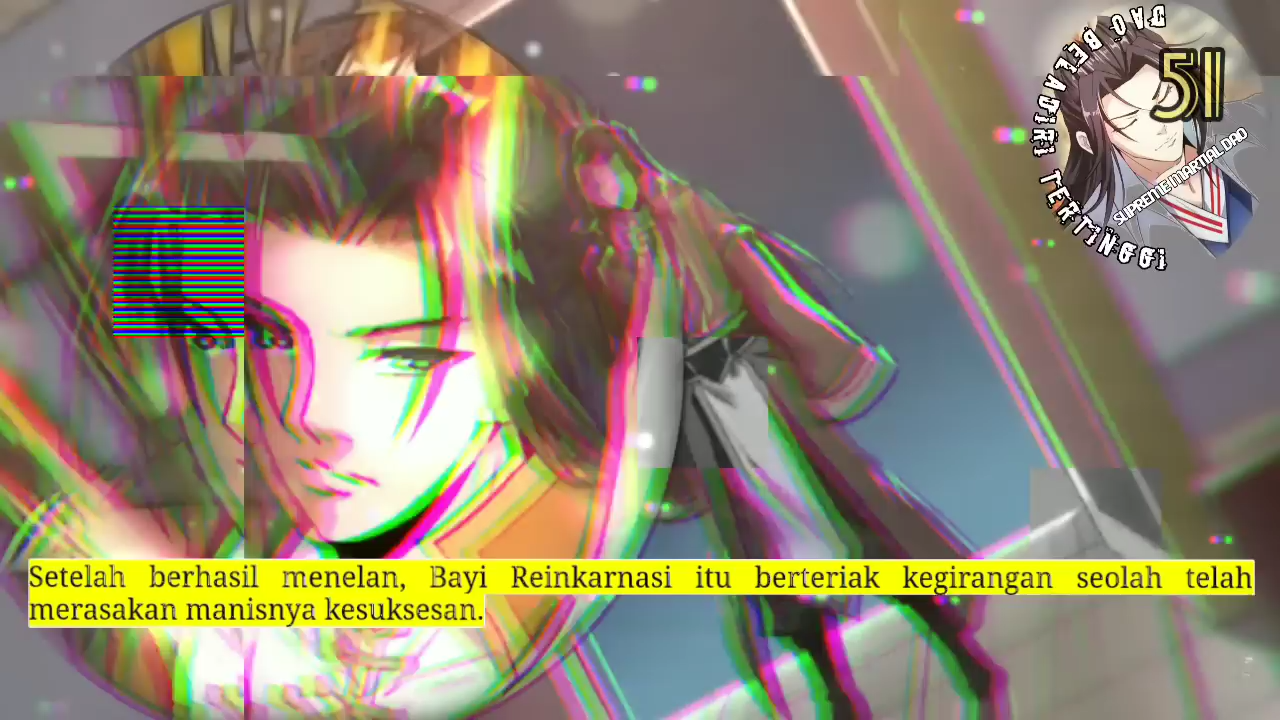 DAO BELADIRI TERTINGGI
51
SUPREME MARTIAL DAO
Setelah berhasil menelan, Bayi Reinkarnasi itu berteriak kegirangan seolah telah
merasakan manisnya kesuksesan.